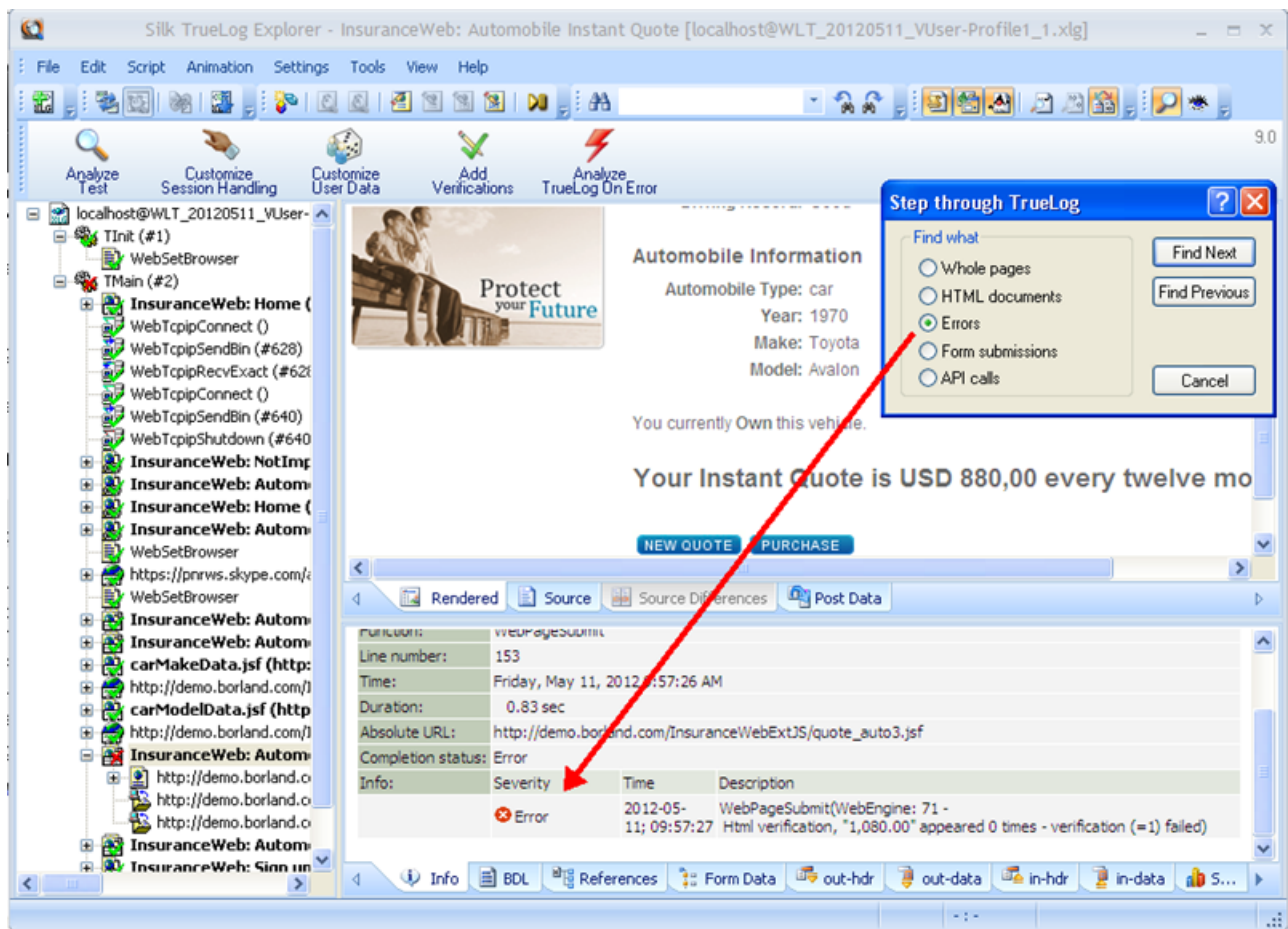 Silk TrueLog Explorer - InsuranceWeb: Automobile Instant Quote [localhost@WLT_20120511_VUser-Profile1_1.xlg]
File Edit Script Animation Settings Tools View Help
9.0
Analyze Test
Customize Session Handling
Customize User Data
Add Verifications
Analyze TrueLog On Error
localhost@WLT_20120511_VUser-
TInit (#1)
WebSetBrowser
TMain (#2)
InsuranceWeb: Home (
WebTcpipConnect ()
WebTcpipSendBin (#628)
WebTcpipRecvExact (#628
WebTcpipConnect ()
WebTcpipSendBin (#640)
WebTcpipShutdown (#640
InsuranceWeb: NotImp
InsuranceWeb: Autom
InsuranceWeb: Home (
InsuranceWeb: Autom
WebSetBrowser
https://pnrws.skype.com/a
WebSetBrowser
InsuranceWeb: Autom
InsuranceWeb: Autom
carMakeData.jsf (http:
http://demo.borland.com/I
carModelData.jsf (http
http://demo.borland.com/I
InsuranceWeb: Autom
http://demo.borland.co
http://demo.borland.co
http://demo.borland.co
InsuranceWeb: Autom
InsuranceWeb: Sign up
Protect
your Future
Automobile Information
Automobile Type: car
Year: 1970
Make: Toyota
Model: Avalon
You currently Own this vehicle.
Your Instant Quote is USD 880,00 every twelve mo
NEW QUOTE PURCHASE
Step through TrueLog
Find what
Whole pages
HTML documents
Errors
Form submissions
API calls
Find Next
Find Previous
Cancel
Rendered Source Source Differences Post Data
Function: WebPageSubmit
Line number: 153
Time: Friday, May 11, 2012 9:57:26 AM
Duration: 0.83 sec
Absolute URL: http://demo.borland.com/InsuranceWebExtJS/quote_auto3.jsf
Completion status: Error
Info: Severity Time Description
Error 2012-05-11; 09:57:27 WebPageSubmit(WebEngine: 71 -
Html verification, "1,080.00" appeared 0 times - verification (=1) failed)
Info BDL References Form Data out-hdr out-data in-hdr in-data S...
- : -